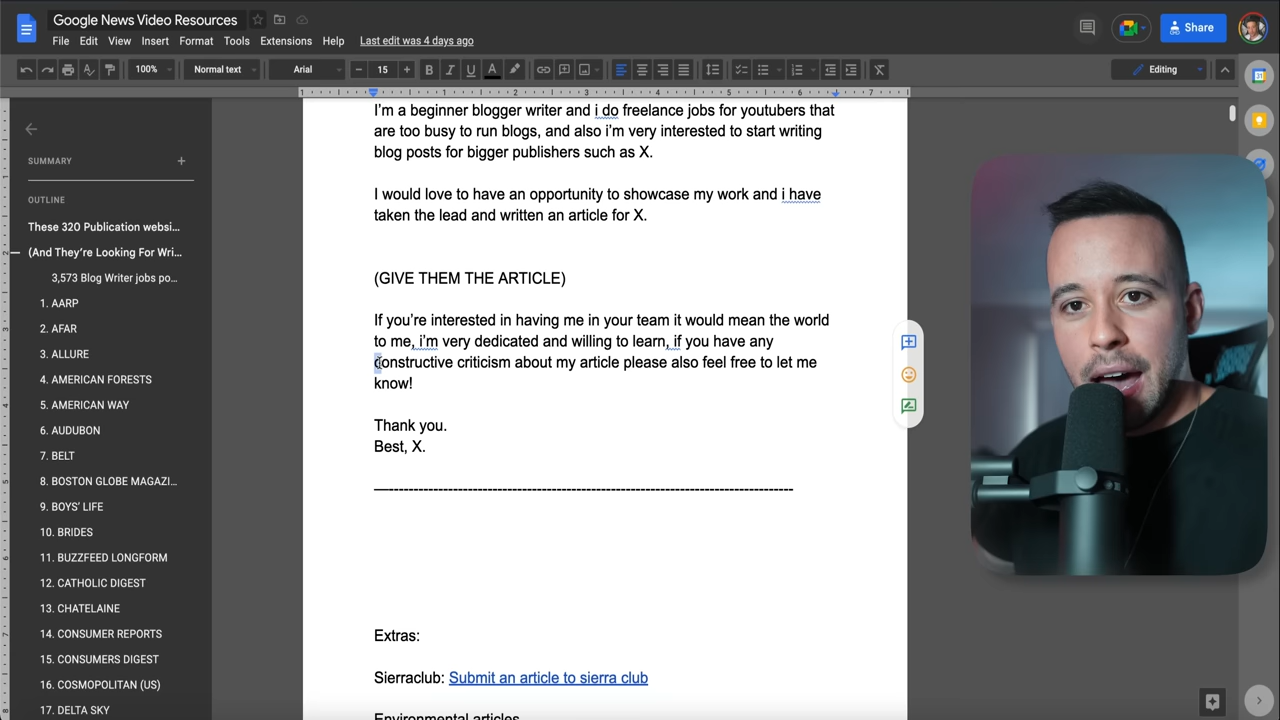 Google News Video Resources
File Edit View Insert Format Tools Extensions Help Last edit was 4 days ago
Share
100% Normal text Arial 15 Editing
1 1 2 3 4 5 6 7
SUMMARY
OUTLINE
These 320 Publication websi...
(And They're Looking For Wri...
3,573 Blog Writer jobs po...
1. AARP
2. AFAR
3. ALLURE
4. AMERICAN FORESTS
5. AMERICAN WAY
6. AUDUBON
7. BELT
8. BOSTON GLOBE MAGAZI...
9. BOYS' LIFE
10. BRIDES
11. BUZZFEED LONGFORM
12. CATHOLIC DIGEST
13. CHATELAINE
14. CONSUMER REPORTS
15. CONSUMERS DIGEST
16. COSMOPOLITAN (US)
17. DELTA SKY
I'm a beginner blogger writer and i do freelance jobs for youtubers that
are too busy to run blogs, and also i'm very interested to start writing
blog posts for bigger publishers such as X.
I would love to have an opportunity to showcase my work and i have
taken the lead and written an article for X.
(GIVE THEM THE ARTICLE)
If you're interested in having me in your team it would mean the world
to me, i'm very dedicated and willing to learn, if you have any
constructive criticism about my article please also feel free to let me
know!
Thank you.
Best, X.
Extras:
Sierraclub: Submit an article to sierra club
Environmental articles